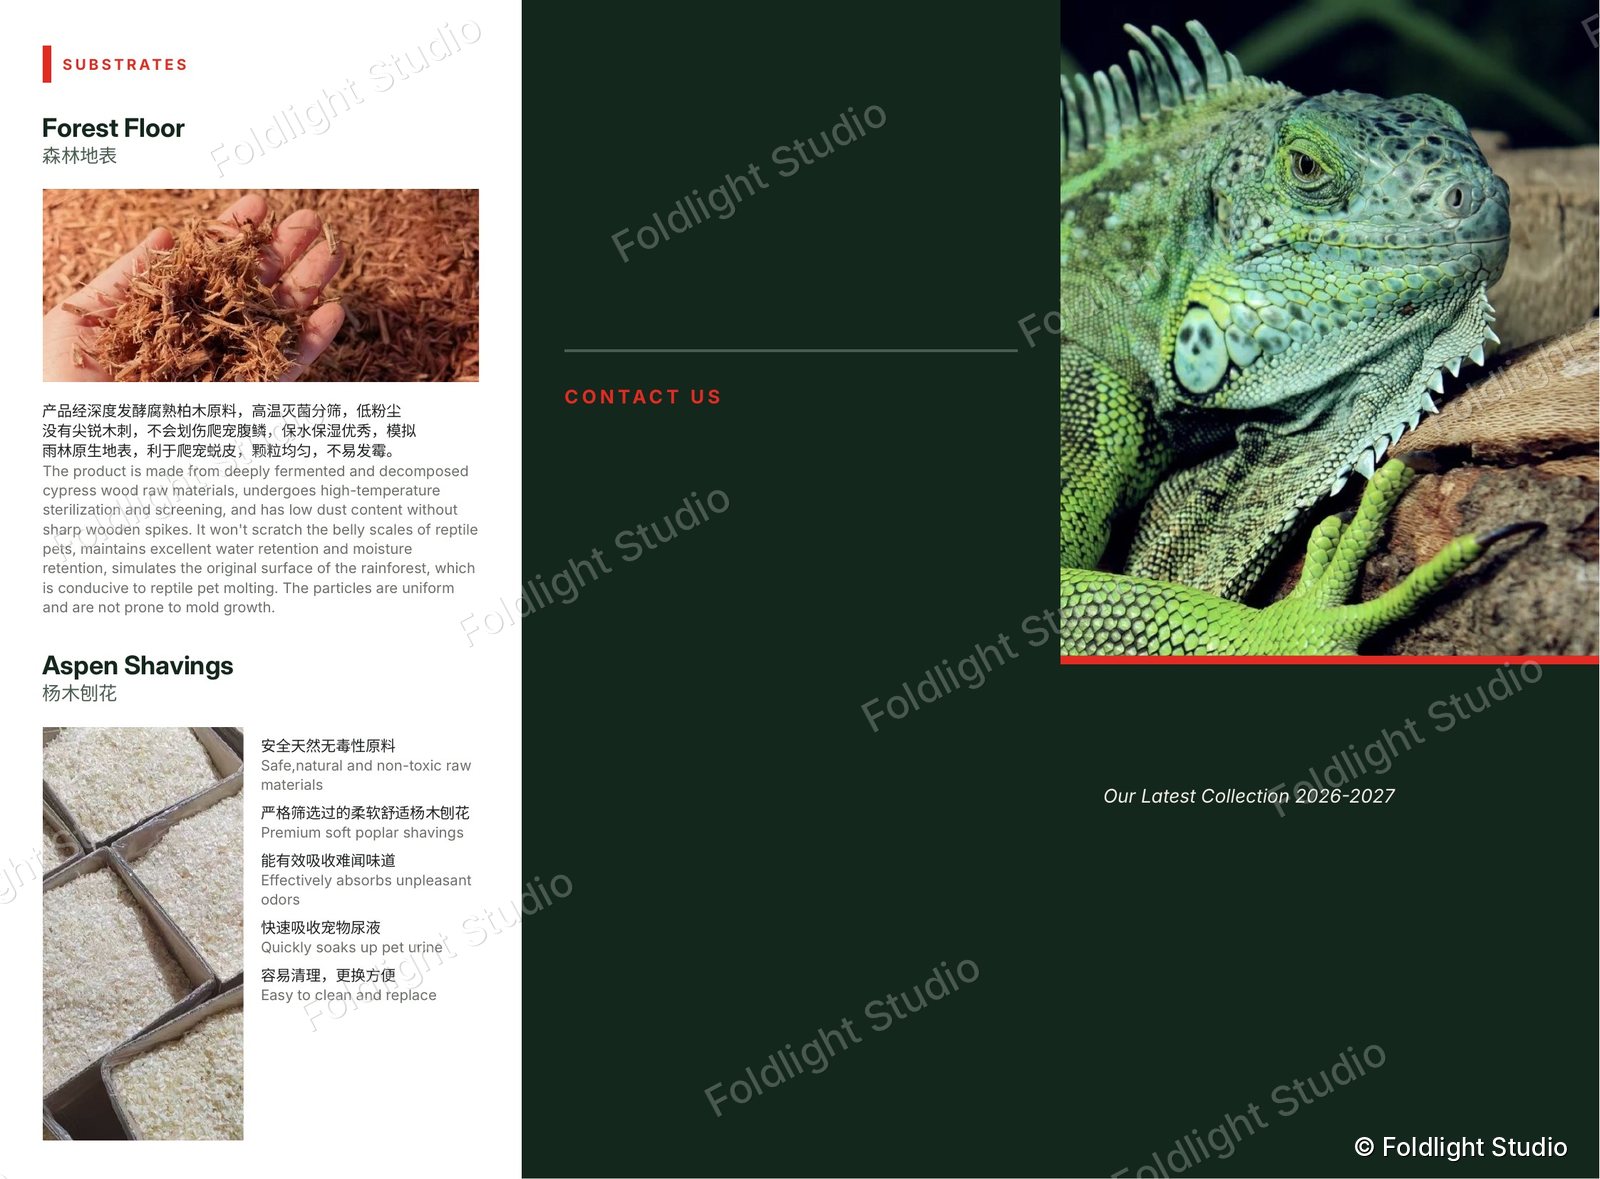 SUBSTRATES
Forest Floor
森林地表
产品经深度发酵腐熟柏木原料，高温灭菌分筛，低粉尘
没有尖锐木刺，不会划伤爬宠腹鳞，保水保湿优秀，模拟
雨林原生地表，利于爬宠蜕皮，颗粒均匀，不易发霉。
The product is made from deeply fermented and decomposed
cypress wood raw materials, undergoes high-temperature
sterilization and screening, and has low dust content without
sharp wooden spikes. It won't scratch the belly scales of reptile
pets, maintains excellent water retention and moisture
retention, simulates the original surface of the rainforest, which
is conducive to reptile pet molting. The particles are uniform
and are not prone to mold growth.
Aspen Shavings
杨木刨花
安全天然无毒性原料
Safe,natural and non-toxic raw
materials
严格筛选过的柔软舒适杨木刨花
Premium soft poplar shavings
能有效吸收难闻味道
Effectively absorbs unpleasant
odors
快速吸收宠物尿液
Quickly soaks up pet urine
容易清理，更换方便
Easy to clean and replace
CONTACT US
Our Latest Collection 2026-2027
Foldlight Studio
Foldlight Studio
Foldlight Studio
Foldlight Studio
Foldlight Studio
Foldlight Studio
Foldlight Studio
Foldlight Studio
Foldlight Studio
© Foldlight Studio